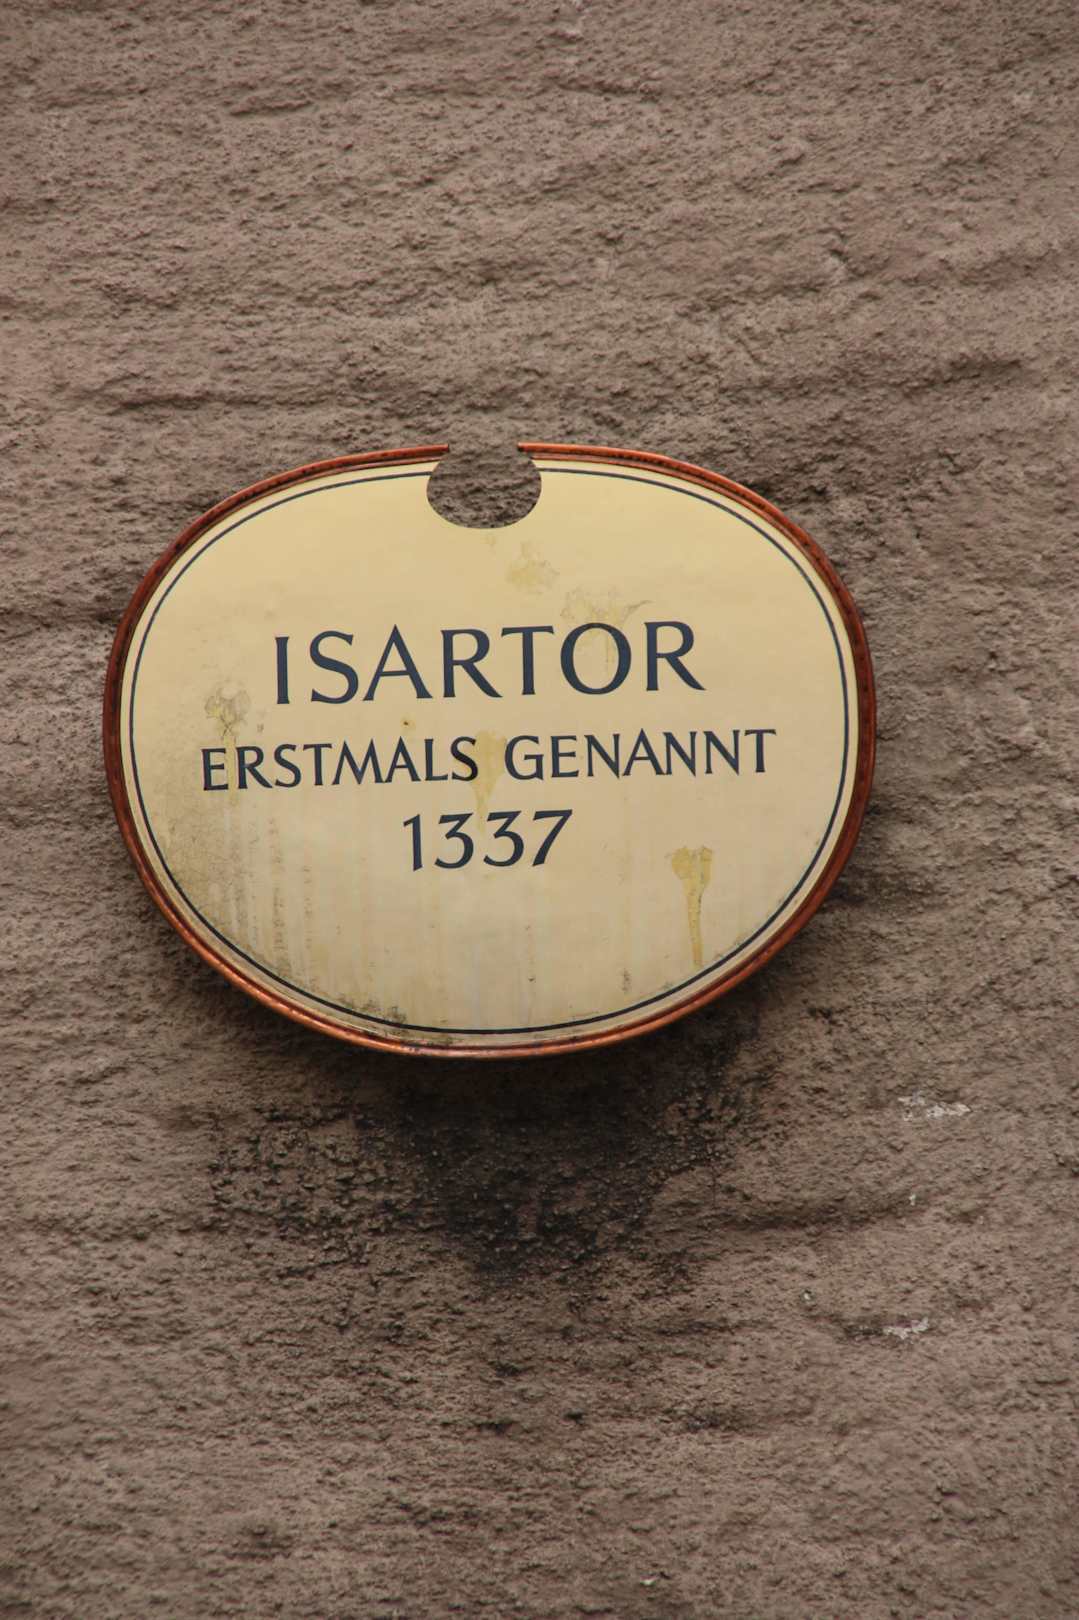 ISARTOR
ERSTMALS GENANNT
1337